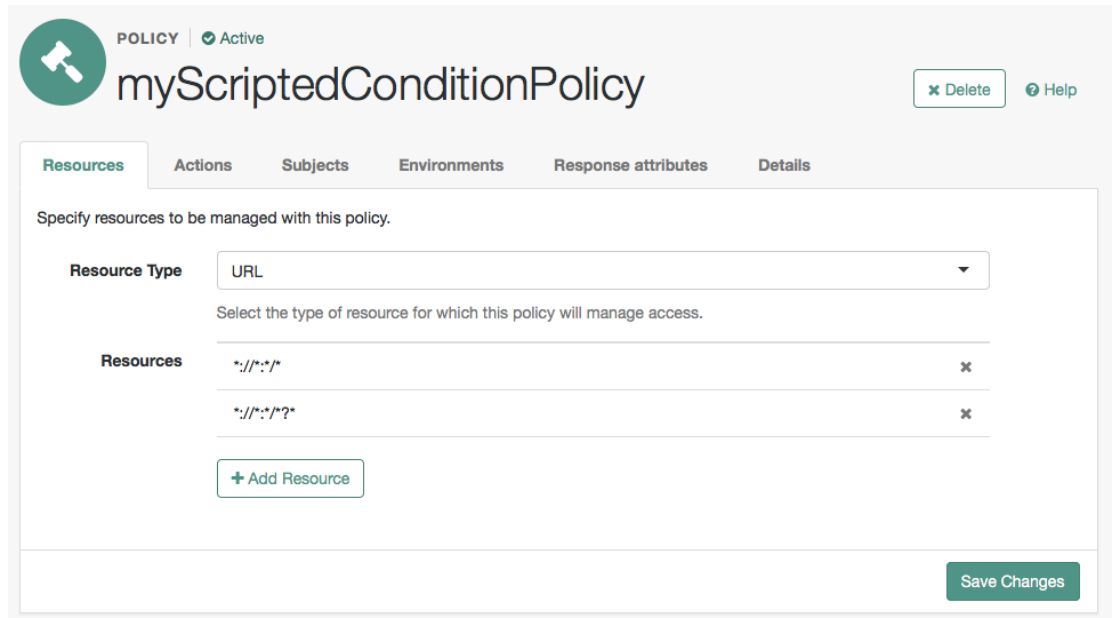 POLICY Active
myScriptedConditionPolicy
Delete Help
Resources Actions Subjects Environments Response attributes Details
Specify resources to be managed with this policy.
Resource Type URL
Select the type of resource for which this policy will manage access.
Resources *://*:*/*
*://*:*/*?*
+ Add Resource
Save Changes